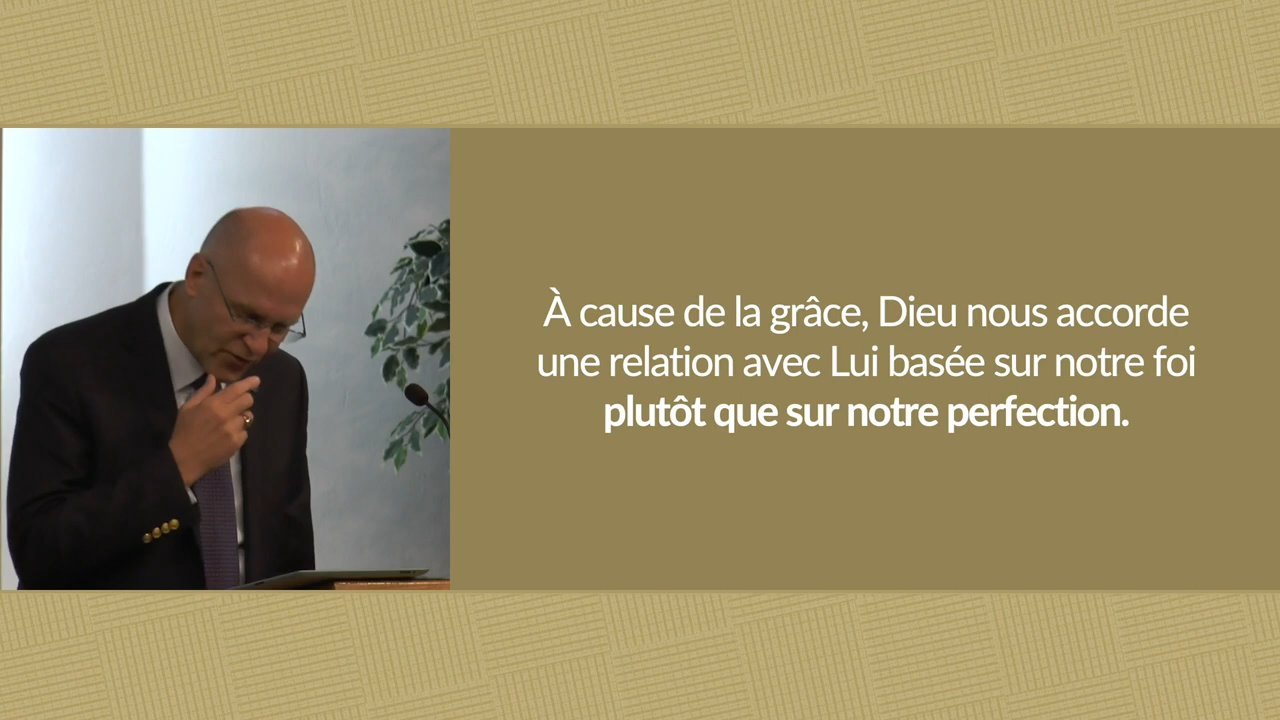 À cause de la grâce, Dieu nous accorde
une relation avec Lui basée sur notre foi
plutôt que sur notre perfection.